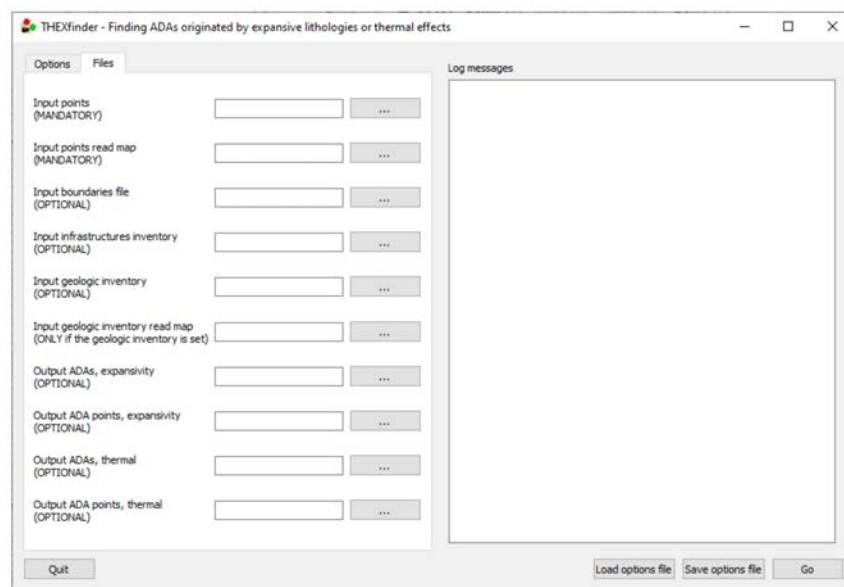 THEXfinder - Finding ADAs originated by expansive lithologies or thermal effects
Options
Files
Input points
(MANDATORY)
...
Input points read map
(MANDATORY)
...
Input boundaries file
(OPTIONAL)
...
Input infrastructures inventory
(OPTIONAL)
...
Input geologic inventory
(OPTIONAL)
...
Input geologic inventory read map
(ONLY if the geologic inventory is set)
...
Output ADAs, expansivity
(OPTIONAL)
...
Output ADA points, expansivity
(OPTIONAL)
...
Output ADAs, thermal
(OPTIONAL)
...
Output ADA points, thermal
(OPTIONAL)
...
Log messages
Quit
Load options file
Save options file
Go